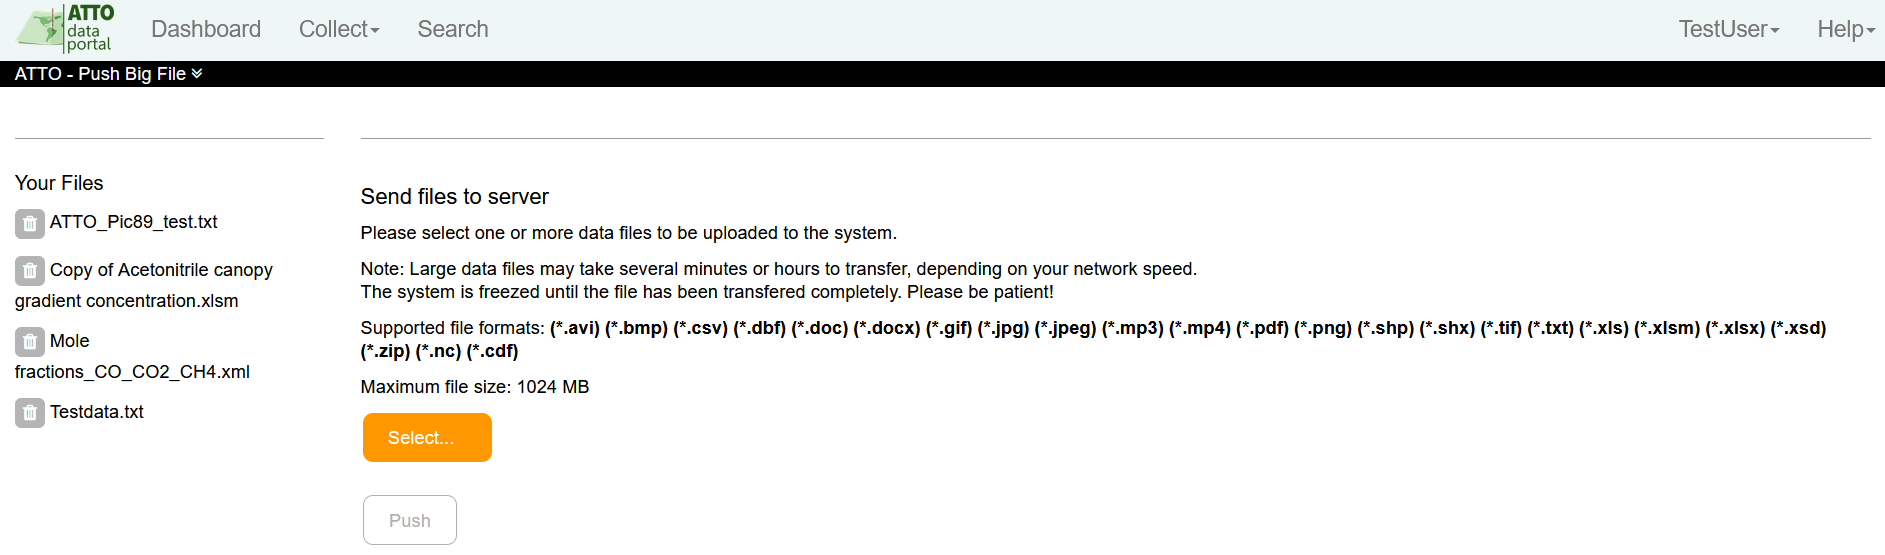 ATTO
data
portal
Dashboard
Collect
Search
TestUser
Help
ATTO - Push Big File
Your Files
ATTO_Pic89_test.txt
Copy of Acetonitrile canopy
gradient concentration.xlsm
Mole
fractions_CO_CO2_CH4.xml
Testdata.txt
Send files to server
Please select one or more data files to be uploaded to the system.
Note: Large data files may take several minutes or hours to transfer, depending on your network speed.
The system is freezed until the file has been transfered completely. Please be patient!
Supported file formats: (*.avi) (*.bmp) (*.csv) (*.dbf) (*.doc) (*.docx) (*.gif) (*.jpg) (*.jpeg) (*.mp3) (*.mp4) (*.pdf) (*.png) (*.shp) (*.shx) (*.tif) (*.txt) (*.xls) (*.xlsm) (*.xlsx) (*.xsd)
(*.zip) (*.nc) (*.cdf)
Maximum file size: 1024 MB
Select...
Push